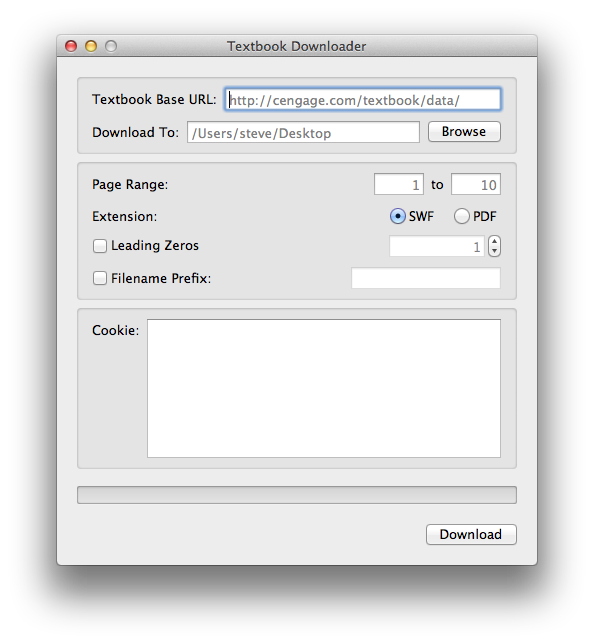 Textbook Downloader
Textbook Base URL: http://cengage.com/textbook/data/
Download To: /Users/steve/Desktop Browse
Page Range: 1 to 10
Extension: SWF PDF
Leading Zeros 1
Filename Prefix:
Cookie:
Download